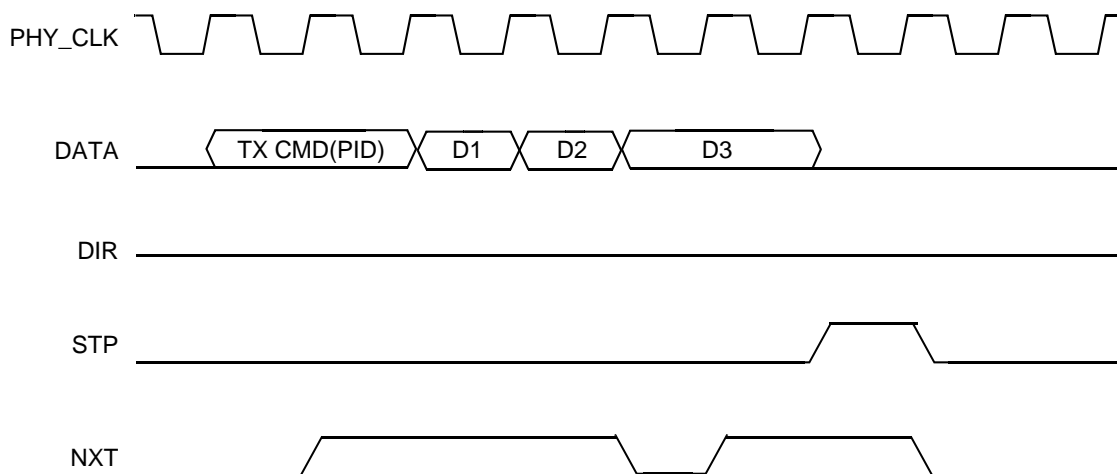 PHY_CLK
DATA
TX CMD(PID)
D1
D2
D3
DIR
STP
NXT